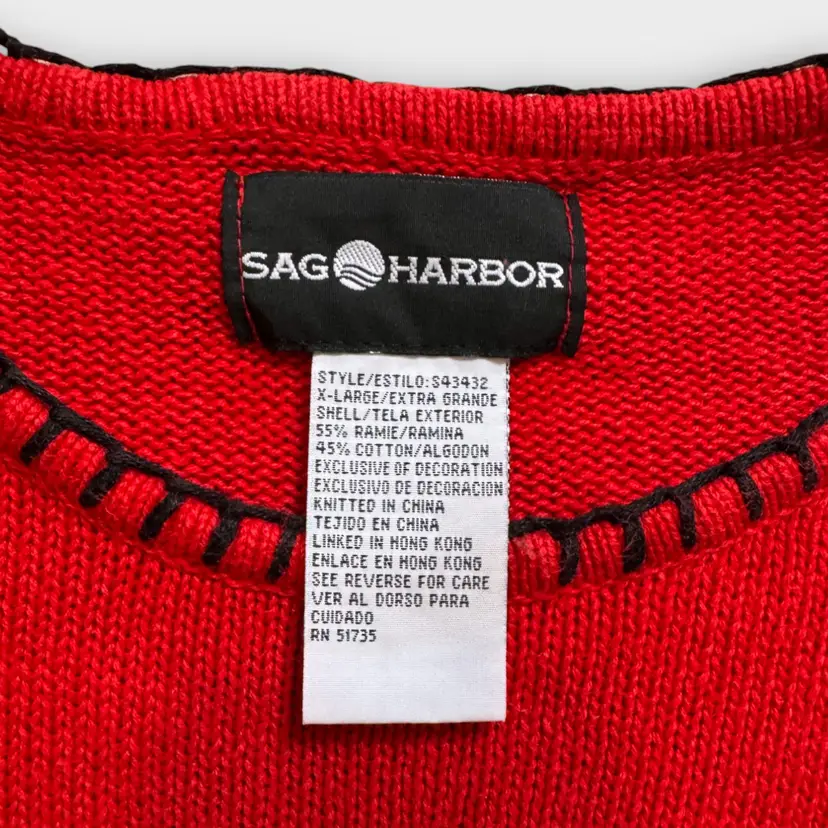 SAG HARBOR
STYLE/ESTILO:S43432
X-LARGE/EXTRA GRANDE
SHELL/TELA EXTERIOR
55% RAMIE/RAMINA
45% COTTON/ALGODON
EXCLUSIVE OF DECORATION
EXCLUSIVO DE DECORACION
KNITTED IN CHINA
TEJIDO EN CHINA
LINKED IN HONG KONG
ENLACE EN HONG KONG
SEE REVERSE FOR CARE
VER AL DORSO PARA
CUIDADO
RN 51735